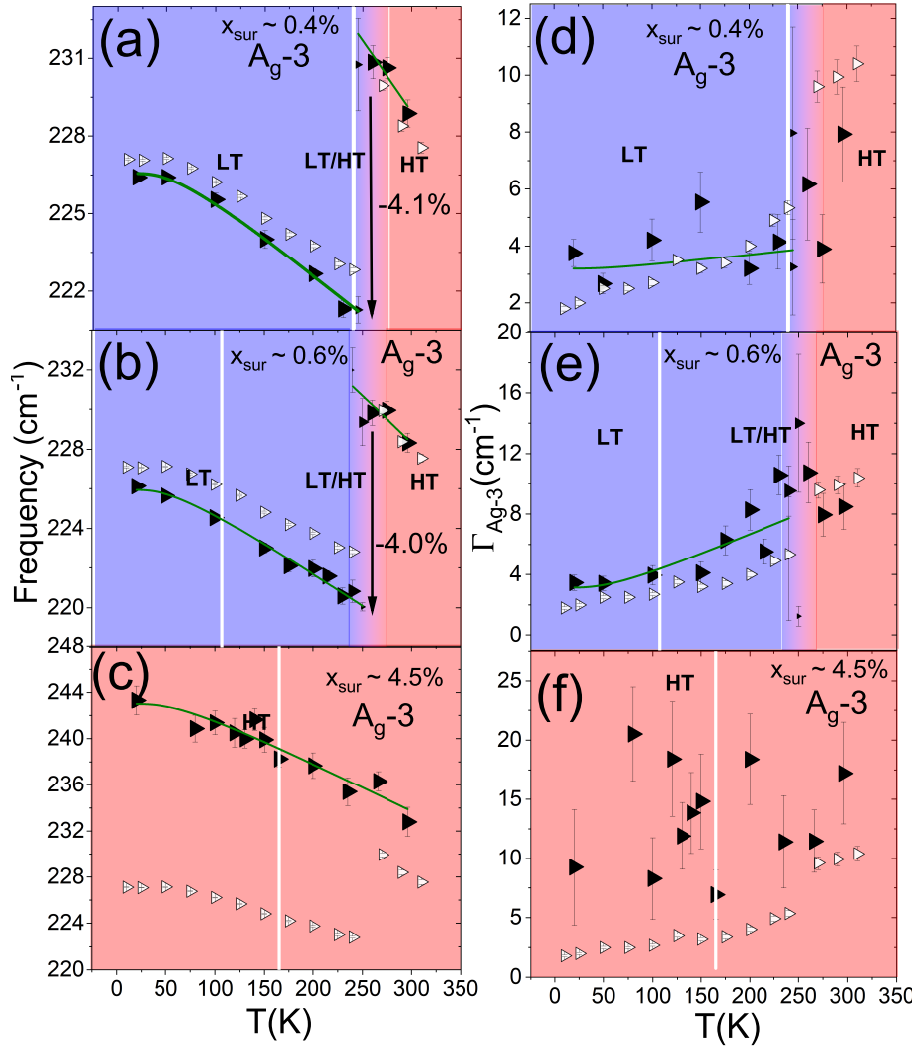 (a)
x_sur ~ 0.4%
A_g-3
LT
LT/HT
HT
-4.1%
231
228
225
222
(b)
x_sur ~ 0.6%
A_g-3
LT
LT/HT
HT
-4.0%
232
228
224
220
248
(c)
x_sur ~ 4.5%
A_g-3
HT
244
240
236
232
228
224
220
Frequency (cm⁻¹)
0 50 100 150 200 250 300 350
T(K)
(d)
x_sur ~ 0.4%
A_g-3
LT
HT
12
10
8
6
4
2
(e)
x_sur ~ 0.6%
A_g-3
LT
LT/HT
HT
20
16
12
8
4
0
(f)
x_sur ~ 4.5%
A_g-3
HT
25
20
15
10
5
0
Γ_Ag-3(cm⁻¹)
0 50 100 150 200 250 300 350
T(K)